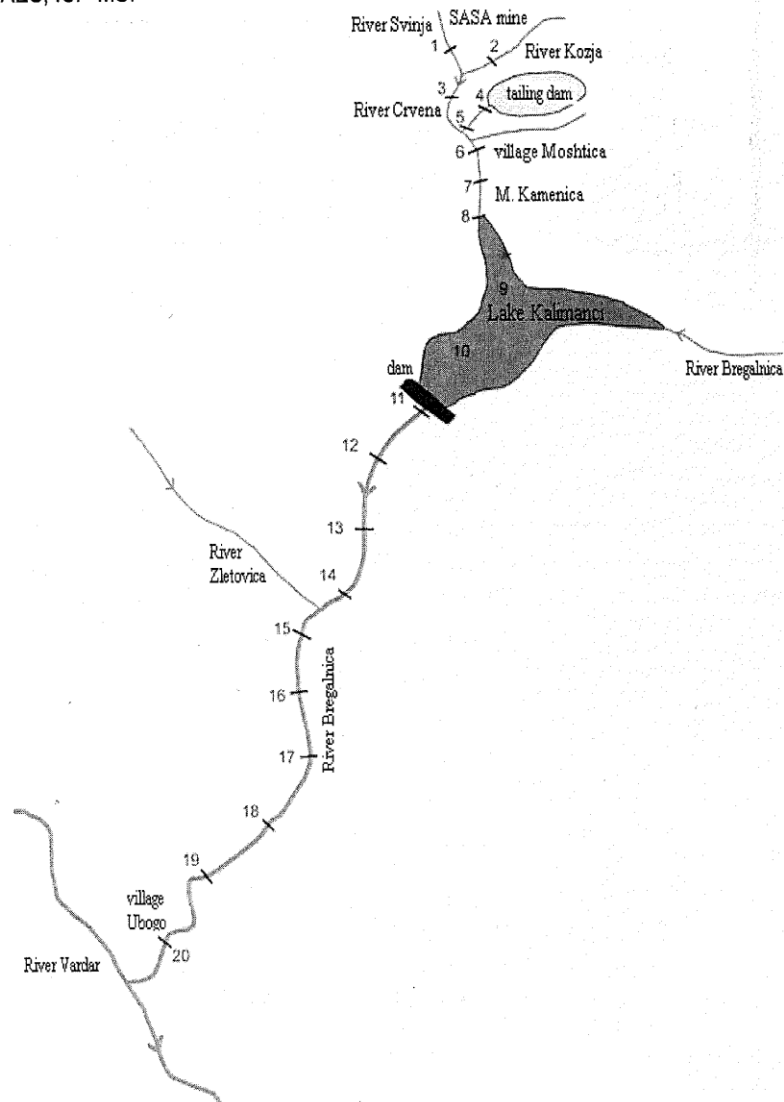 River Svinja
SASA mine
1
2
River Kozja
3
4
tailing dam
River Crvena
5
6
village Moshtica
7
M. Kamenica
8
9
Lake Kalimanci
10
dam
River Bregalnica
11
12
13
River
Zletovica
14
15
16
River Bregalnica
17
18
19
village
Ubogo
20
River Vardar